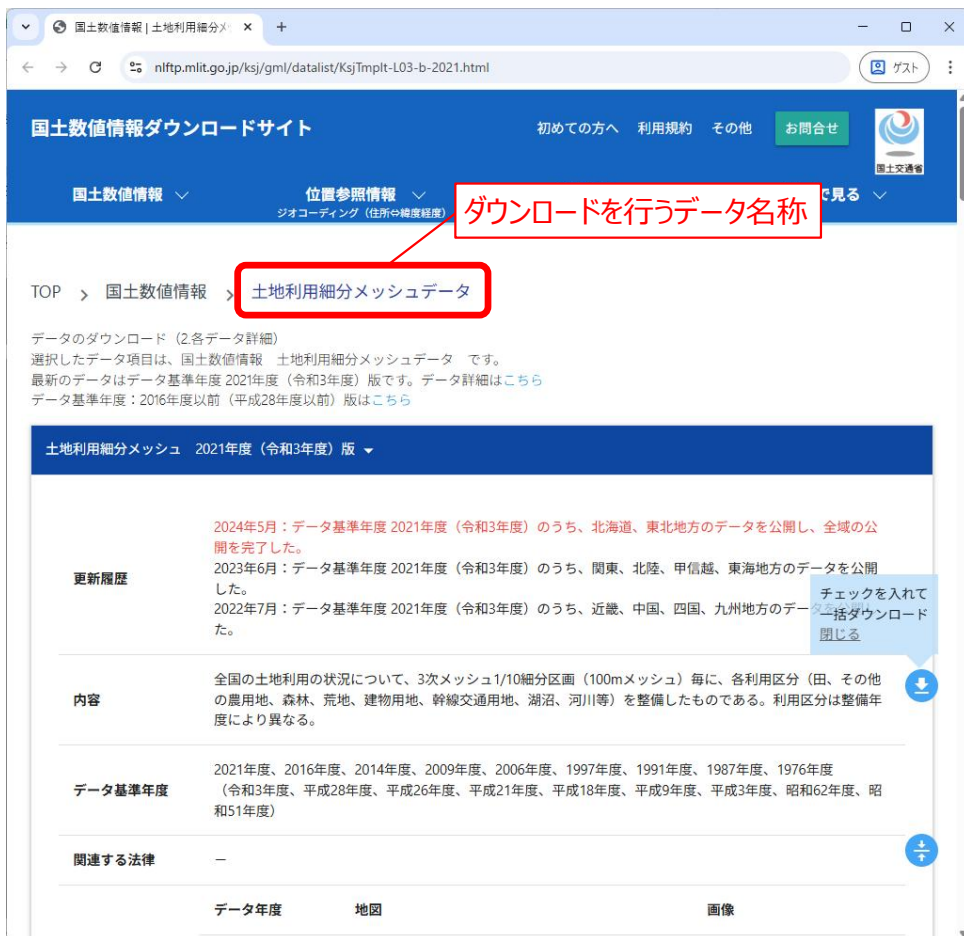 国土数値情報 | 土地利用細分メ
nlftp.mlit.go.jp/ksj/gml/datalist/KsjTmplt-L03-b-2021.html
ゲスト
国土数値情報ダウンロードサイト
初めての方へ 利用規約 その他 お問合せ
国土交通省
国土数値情報 位置参照情報 で見る
ジオコーディング（住所⇔緯度経度）
ダウンロードを行うデータ名称
TOP > 国土数値情報 > 土地利用細分メッシュデータ
データのダウンロード（2.各データ詳細）
選択したデータ項目は、国土数値情報　土地利用細分メッシュデータ　です。
最新のデータはデータ基準年度 2021年度（令和3年度）版です。データ詳細はこちら
データ基準年度：2016年度以前（平成28年度以前）版はこちら
土地利用細分メッシュ　2021年度（令和3年度）版
更新履歴
2024年5月：データ基準年度 2021年度（令和3年度）のうち、北海道、東北地方のデータを公開し、全域の公
開を完了した。
2023年6月：データ基準年度 2021年度（令和3年度）のうち、関東、北陸、甲信越、東海地方のデータを公開
した。
2022年7月：データ基準年度 2021年度（令和3年度）のうち、近畿、中国、四国、九州地方のデー
た。
チェックを入れて
一括ダウンロード
閉じる
内容
全国の土地利用の状況について、3次メッシュ1/10細分区画（100mメッシュ）毎に、各利用区分（田、その他
の農用地、森林、荒地、建物用地、幹線交通用地、湖沼、河川等）を整備したものである。利用区分は整備年
度により異なる。
データ基準年度
2021年度、2016年度、2014年度、2009年度、2006年度、1997年度、1991年度、1987年度、1976年度
（令和3年度、平成28年度、平成26年度、平成21年度、平成18年度、平成9年度、平成3年度、昭和62年度、昭
和51年度）
関連する法律
－
データ年度 地図 画像